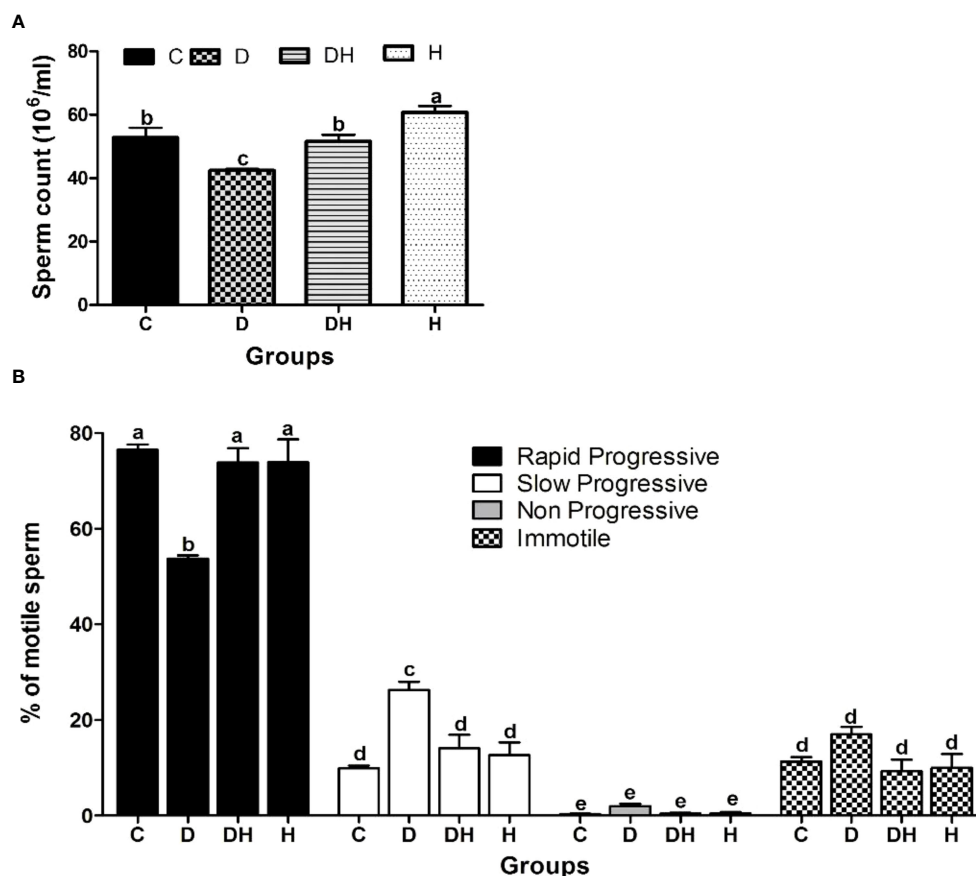 A
C D DH H
80
60
40
20
0
Sperm count (10⁶/ml)
b
c
b
a
C D DH H
Groups
B
80
60
40
20
0
% of motile sperm
Rapid Progressive
Slow Progressive
Non Progressive
Immotile
a b a a d c d d e e e e d d d d
C D DH H C D DH H C D DH H C D DH H
Groups